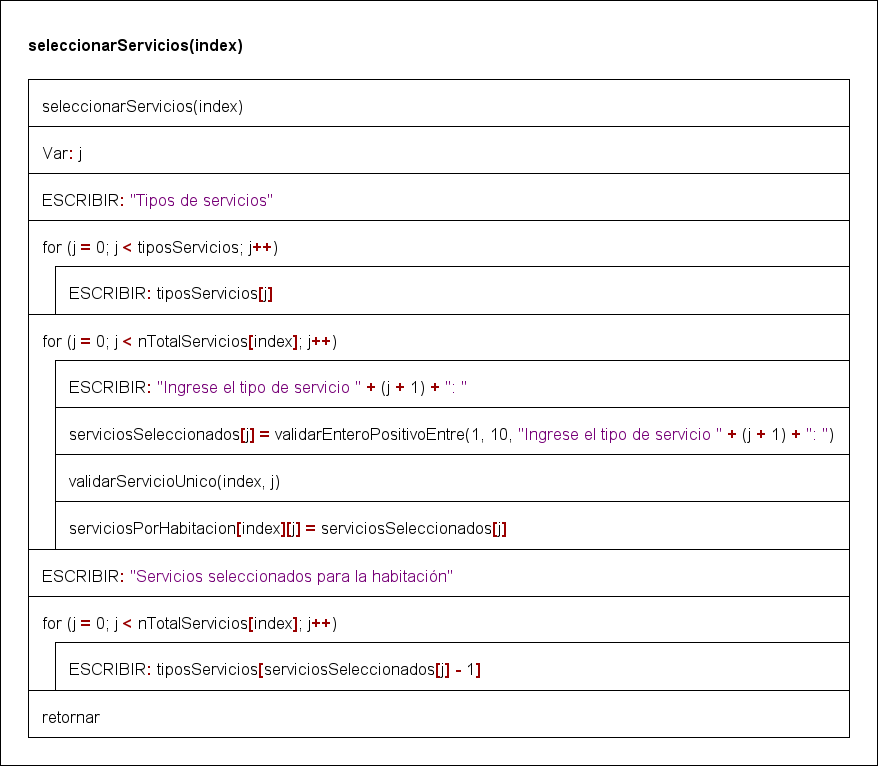 seleccionarServicios(index)
seleccionarServicios(index)
Var: j
ESCRIBIR: "Tipos de servicios"
for (j = 0; j < tiposServicios; j++)
ESCRIBIR: tiposServicios[j]
for (j = 0; j < nTotalServicios[index]; j++)
ESCRIBIR: "Ingrese el tipo de servicio " + (j + 1) + ": "
serviciosSeleccionados[j] = validarEnteroPositivoEntre(1, 10, "Ingrese el tipo de servicio " + (j + 1) + ": ")
validarServicioUnico(index, j)
serviciosPorHabitacion[index][j] = serviciosSeleccionados[j]
ESCRIBIR: "Servicios seleccionados para la habitación"
for (j = 0; j < nTotalServicios[index]; j++)
ESCRIBIR: tiposServicios[serviciosSeleccionados[j] - 1]
retornar